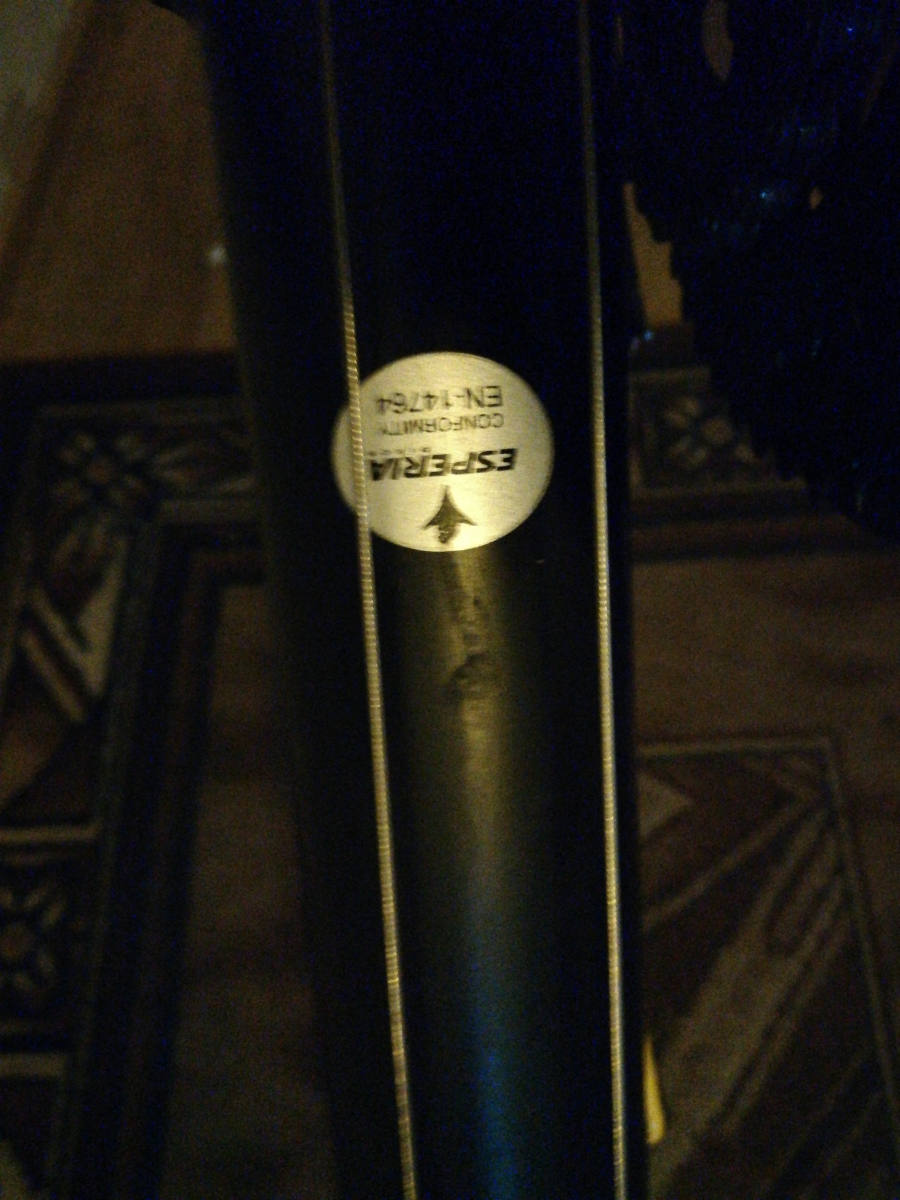 ESPERIA
CONFORMITY
EN-14764